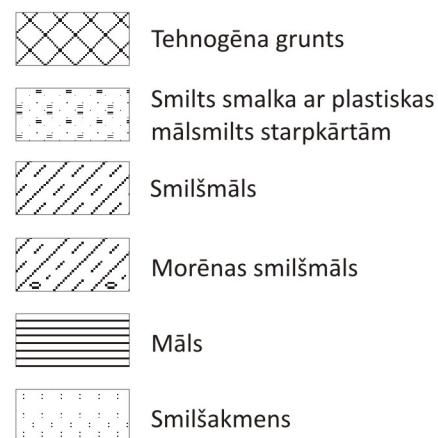 Tehnogēna grunts
Smilts smalka ar plastiskas
mālsmilts starpkārtām
Smilšmāls
Morēnas smilšmāls
Māls
Smilšakmens